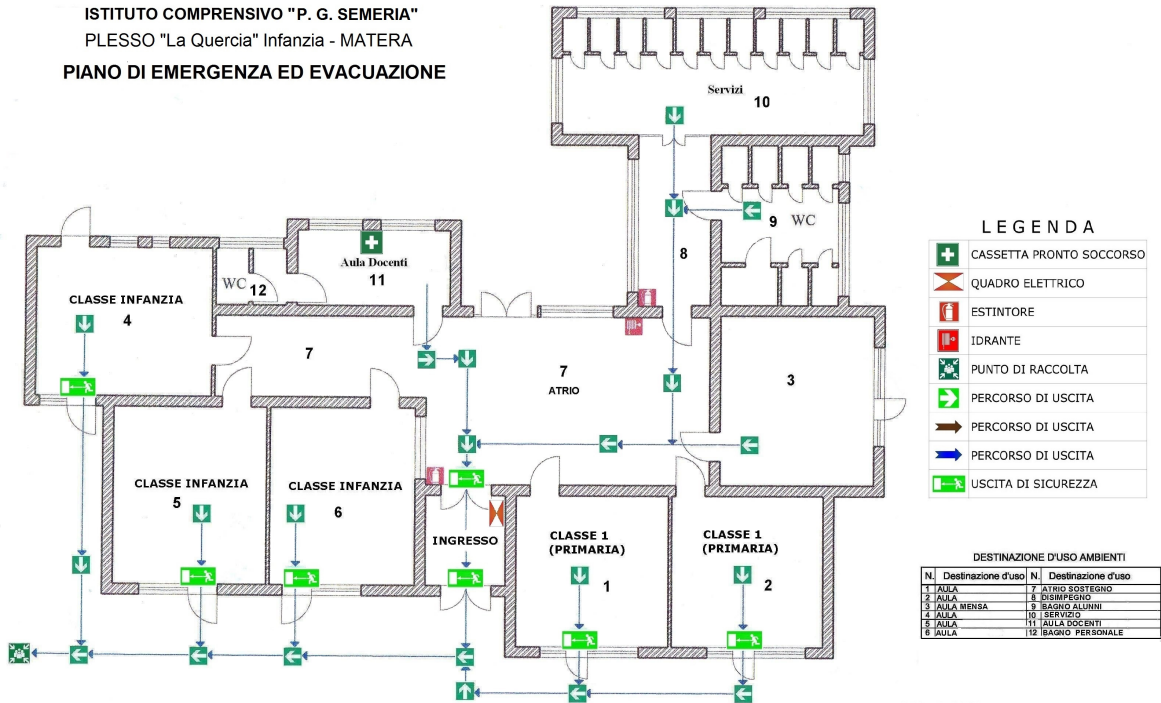 ISTITUTO COMPRENSIVO "P. G. SEMERIA"
PLESSO "La Quercia" Infanzia - MATERA
PIANO DI EMERGENZA ED EVACUAZIONE
Servizi
10
9
WC
8
Aula Docenti
11
WC
12
CLASSE INFANZIA
4
7
7
ATRIO
3
CLASSE INFANZIA
5
CLASSE INFANZIA
6
INGRESSO
CLASSE 1
(PRIMARIA)
1
CLASSE 1
(PRIMARIA)
2
LEGENDA
CASSETTA PRONTO SOCCORSO
QUADRO ELETTRICO
ESTINTORE
IDRANTE
PUNTO DI RACCOLTA
PERCORSO DI USCITA
PERCORSO DI USCITA
PERCORSO DI USCITA
USCITA DI SICUREZZA
DESTINAZIONE D'USO AMBIENTI
N. Destinazione d'uso N. Destinazione d'uso
1 AULA 7 ATRIO SOSTEGNO
2 AULA 8 DISIMPEGNO
3 AULA MENSA 9 BAGNO ALUNNI
4 AULA 10 SERVIZIO
5 AULA 11 AULA DOCENTI
6 AULA 12 BAGNO PERSONALE